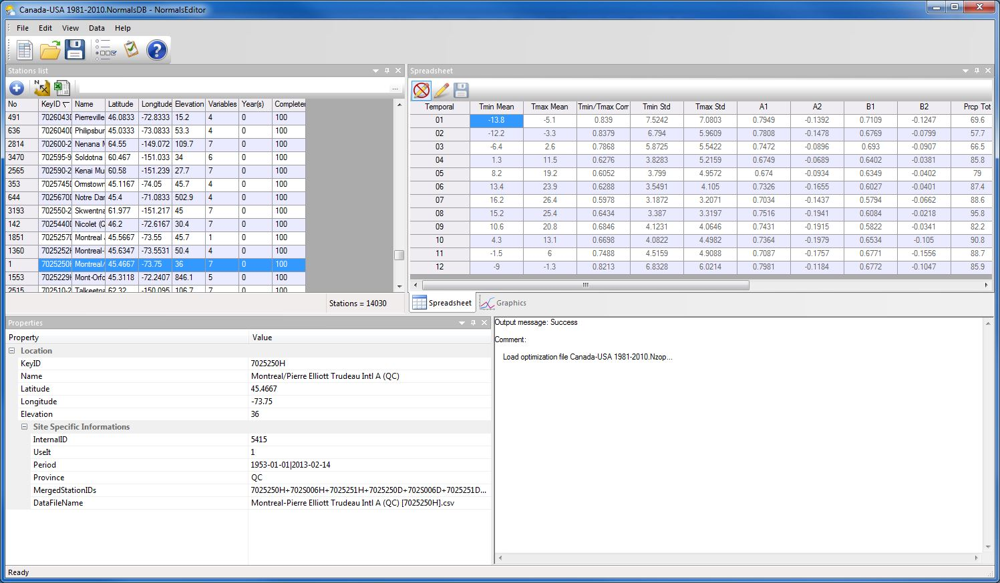 Canada-USA 1981-2010.NormalsDB - NormalsEditor
File Edit View Data Help
Stations list
...
No KeyID Name Latitude Longitude Elevation Variables Year(s) Complete
491 7026043D Pierreville 46.0833 -72.8333 15.2 4 0 100
636 7026040D Philipsbur 45.0333 -73.0833 53.3 4 0 100
2814 702600-2 Nenana 64.55 -149.072 109.7 7 0 100
3470 702595-9 Soldotna 60.467 -151.033 34 6 0 100
2565 702590-2 Kenai Mu 60.58 -151.239 27.7 7 0 100
353 7025745D Ormstown 45.1167 -74.05 45.7 4 0 100
644 7025670D Notre Dar 45.4 -71.0833 502.9 4 0 100
3193 702550-2 Skwentna 61.977 -151.217 45 7 0 100
142 7025440D Nicolet (Q 46.2 -72.6167 30.4 7 0 100
1851 7025257D Montreal 45.5667 -73.55 45.7 1 0 100
1360 7025252H Montreal- 45.6347 -73.5531 50.4 4 0 100
1 7025250H Montreal/ 45.4667 -73.75 36 7 0 100
1553 7025229H Mont-Orfo 45.3118 -72.2407 846.1 5 0 100
2515 702510-2 Talkeetna 62.32 -150.095 106.7 7 0 100
Stations = 14030
Spreadsheet
Temporal Tmin Mean Tmax Mean Tmin/Tmax Corr Tmin Std Tmax Std A1 A2 B1 B2 Prcp Tot
01 -13.8 -5.1 0.839 7.5242 7.0803 0.7949 -0.1392 0.7109 -0.1247 69.6
02 -12.2 -3.3 0.8379 6.794 5.9609 0.7808 -0.1478 0.6769 -0.0799 57.7
03 -6.4 2.6 0.7868 5.8725 5.5422 0.7472 -0.0896 0.693 -0.0907 66.5
04 1.3 11.5 0.6276 3.8283 5.2159 0.6749 -0.0689 0.6402 -0.0381 85.8
05 8.2 19.2 0.6052 3.799 4.9572 0.674 -0.0934 0.6349 -0.0402 79
06 13.4 23.9 0.6288 3.5491 4.105 0.7326 -0.1655 0.6027 -0.0401 87.4
07 16.2 26.4 0.5978 3.1872 3.2071 0.7034 -0.1437 0.5794 -0.0662 88.6
08 15.2 25.4 0.6434 3.387 3.3197 0.7516 -0.1941 0.6084 -0.0218 95.8
09 10.6 20.8 0.6846 4.1231 4.0646 0.7431 -0.1915 0.5822 -0.0341 82.2
10 4.3 13.1 0.6698 4.0822 4.4982 0.7364 -0.1979 0.6534 -0.105 90.8
11 -1.5 6 0.7488 4.5159 4.9088 0.7087 -0.1757 0.6771 -0.1556 88.7
12 -9 -1.3 0.8213 6.8328 6.0214 0.7981 -0.1184 0.6772 -0.1047 85.9
Spreadsheet Graphics
Properties
Property Value
Location
KeyID 7025250H
Name Montreal/Pierre Elliott Trudeau Intl A (QC)
Latitude 45.4667
Longitude -73.75
Elevation 36
Site Specific Informations
InternalID 5415
UseIt 1
Period 1953-01-01|2013-02-14
Province QC
MergedStationIDs 7025250H+702S006H+7025251H+7025250D+702S006D+7025251D...
DataFileName Montreal-Pierre Elliott Trudeau Intl A (QC) [7025250H].csv
Output message: Success
Comment:
Load optimization file Canada-USA 1981-2010.Nzop...
Ready